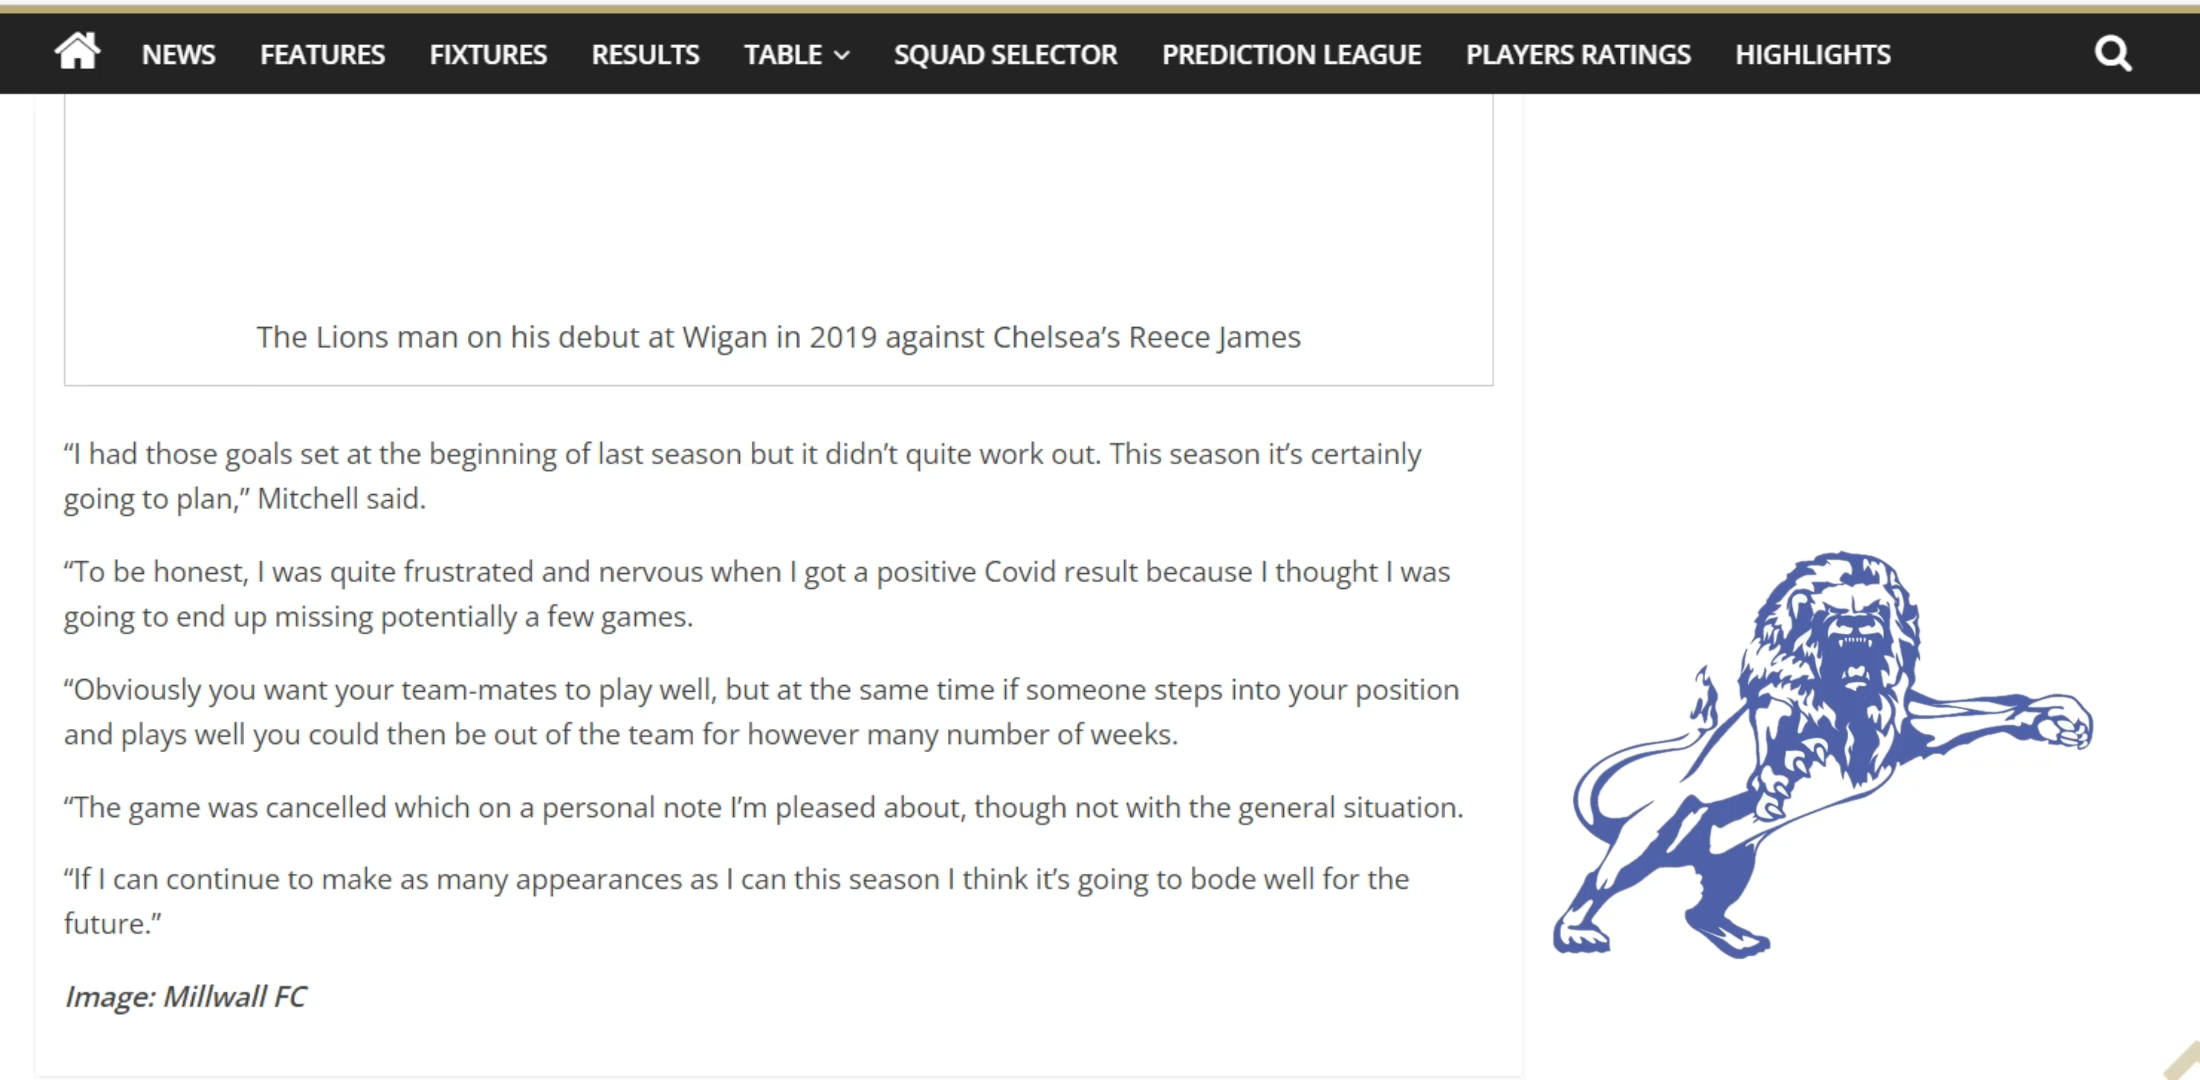 NEWS FEATURES FIXTURES RESULTS TABLE SQUAD SELECTOR PREDICTION LEAGUE PLAYERS RATINGS HIGHLIGHTS
The Lions man on his debut at Wigan in 2019 against Chelsea’s Reece James
“I had those goals set at the beginning of last season but it didn’t quite work out. This season it’s certainly
going to plan,” Mitchell said.
“To be honest, I was quite frustrated and nervous when I got a positive Covid result because I thought I was
going to end up missing potentially a few games.
“Obviously you want your team-mates to play well, but at the same time if someone steps into your position
and plays well you could then be out of the team for however many number of weeks.
“The game was cancelled which on a personal note I’m pleased about, though not with the general situation.
“If I can continue to make as many appearances as I can this season I think it’s going to bode well for the
future.”
Image: Millwall FC